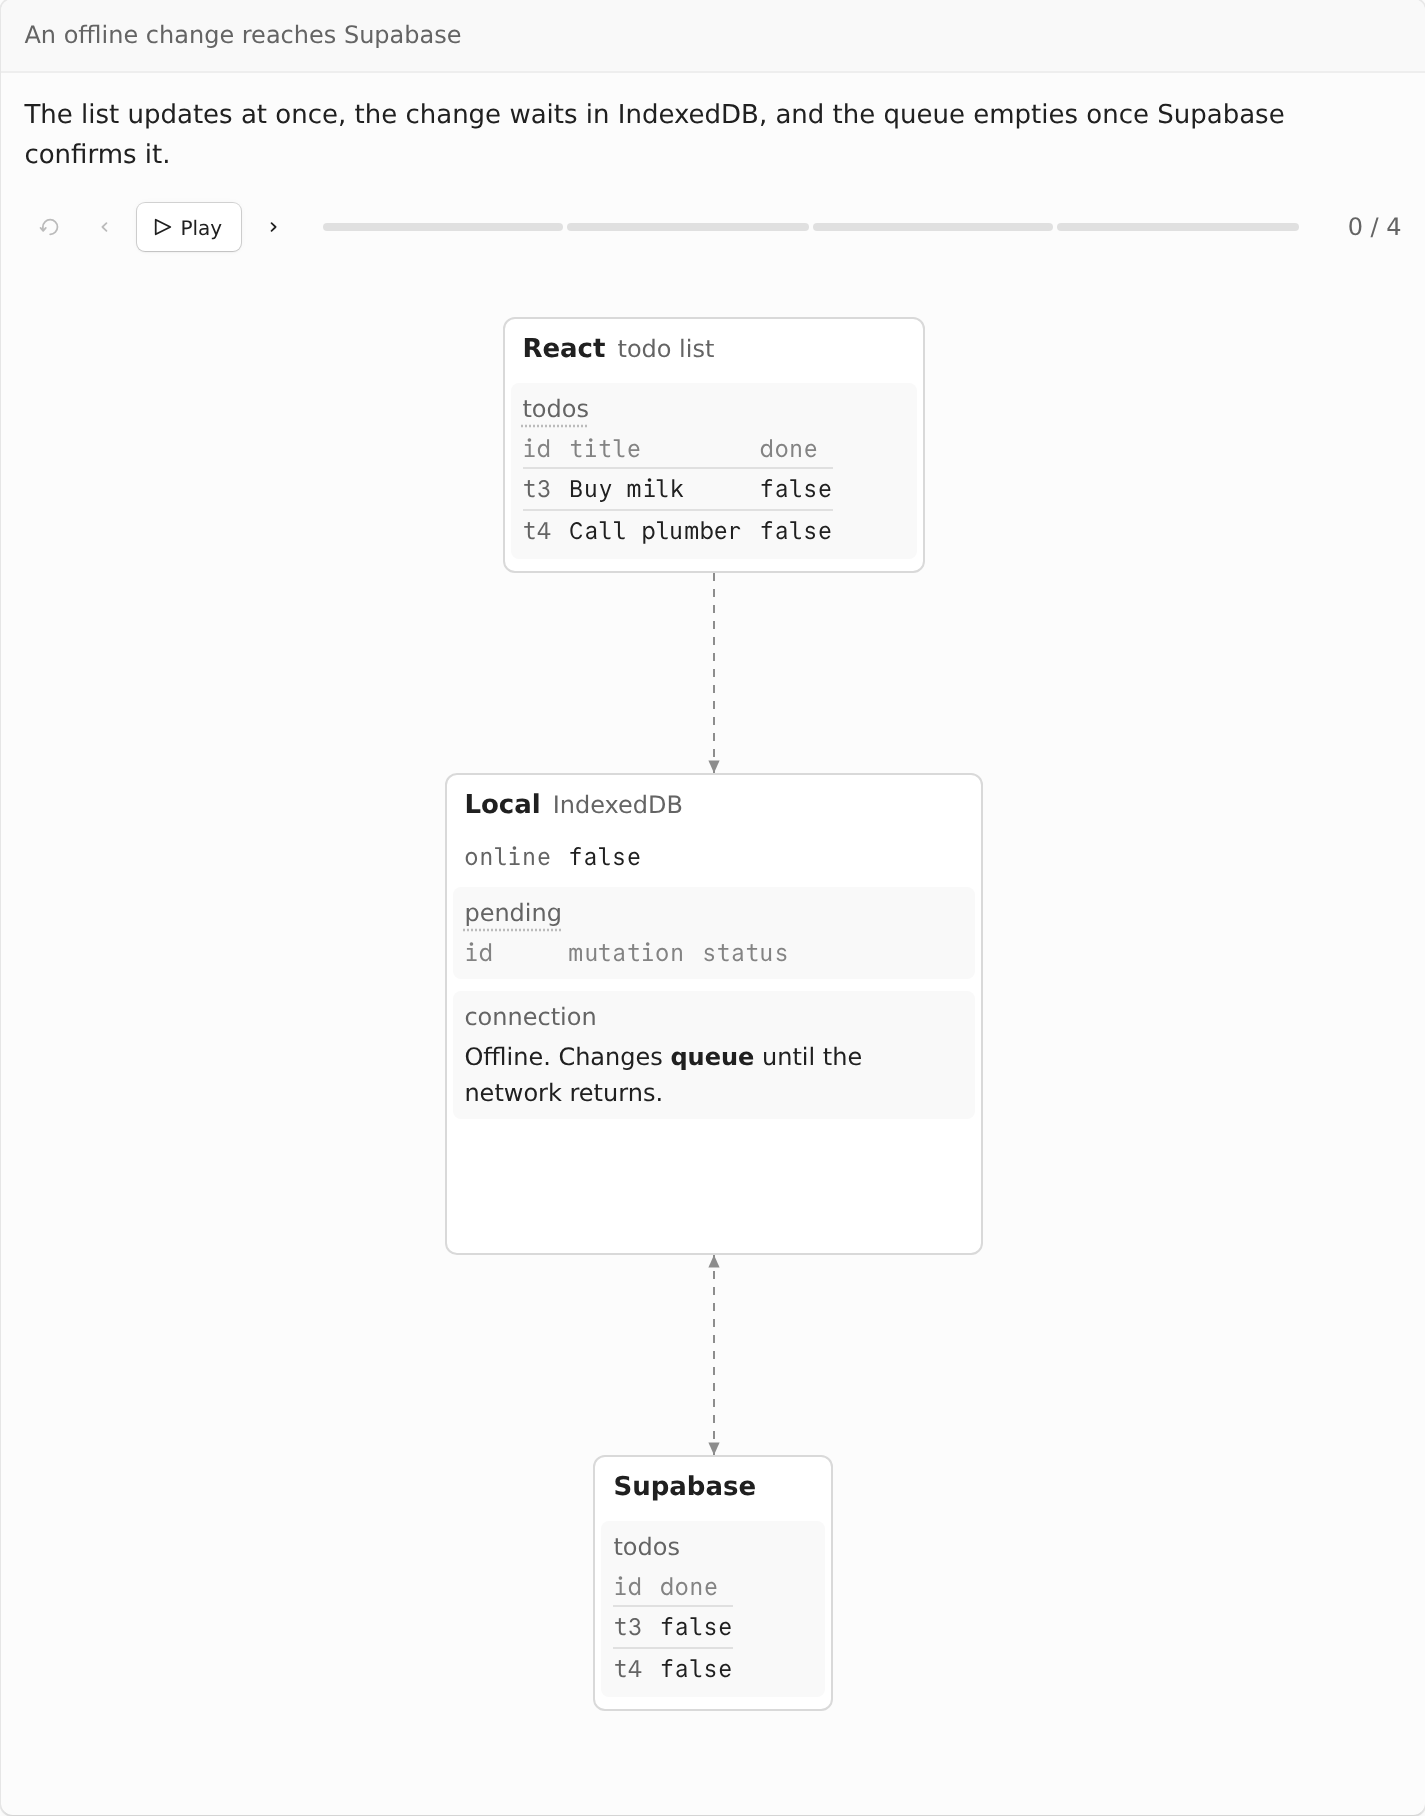 An offline change reaches Supabase
The list updates at once, the change waits in IndexedDB, and the queue empties once Supabase
confirms it.
Play
0 / 4
React todo list
todos
id title done
t3 Buy milk false
t4 Call plumber false
Local IndexedDB
online false
pending
id mutation status
connection
Offline. Changes queue until the
network returns.
Supabase
todos
id done
t3 false
t4 false